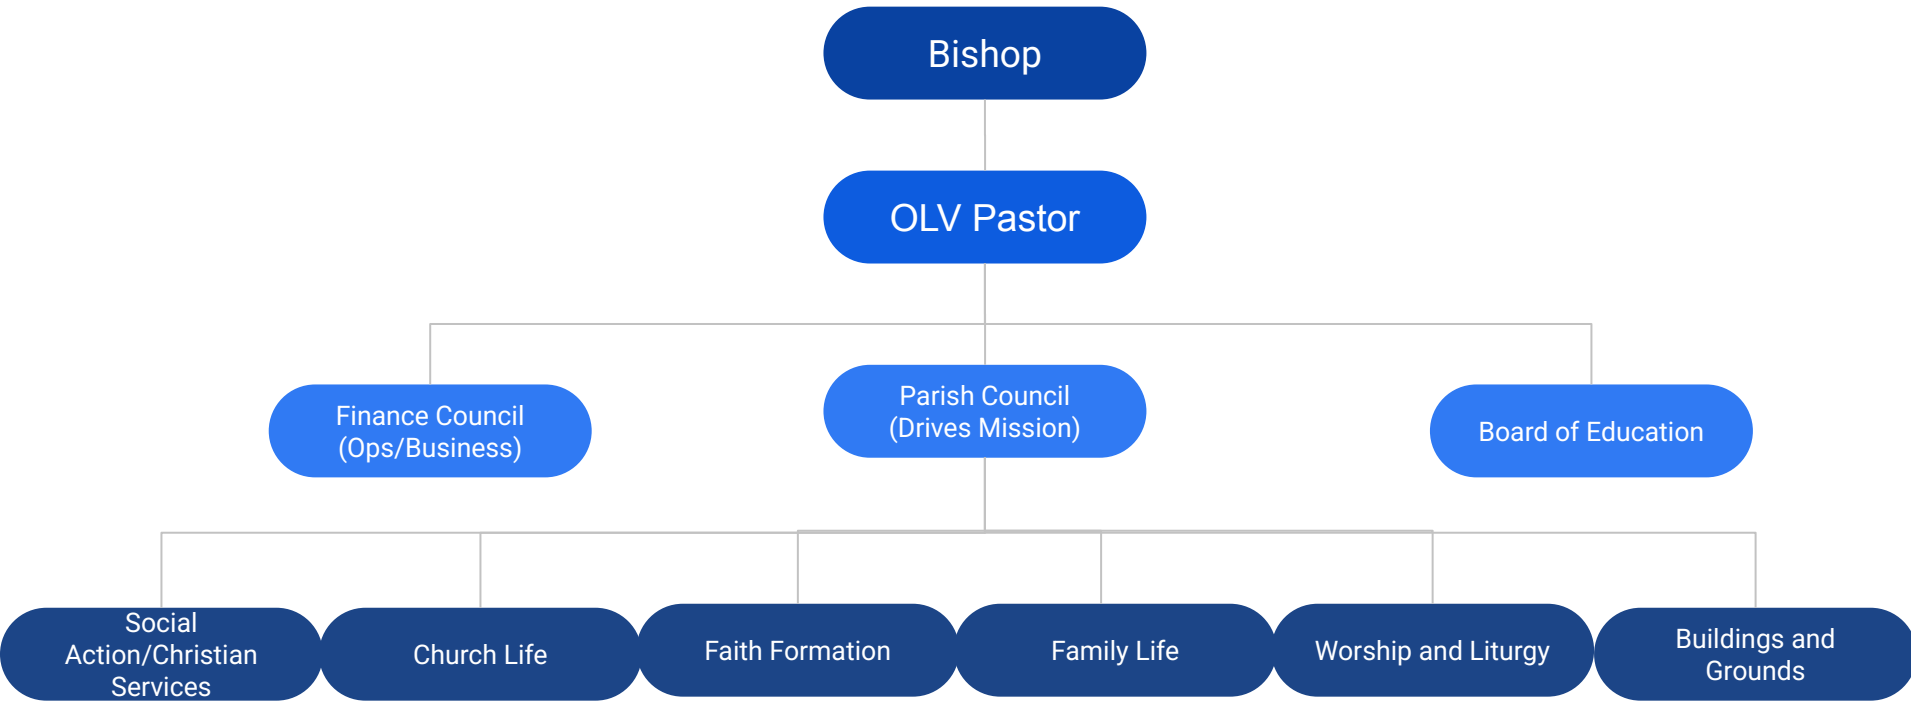 Bishop
OLV Pastor
Finance Council
(Ops/Business)
Parish Council
(Drives Mission)
Board of Education
Social
Action/Christian
Services
Church Life
Faith Formation
Family Life
Worship and Liturgy
Buildings and
Grounds